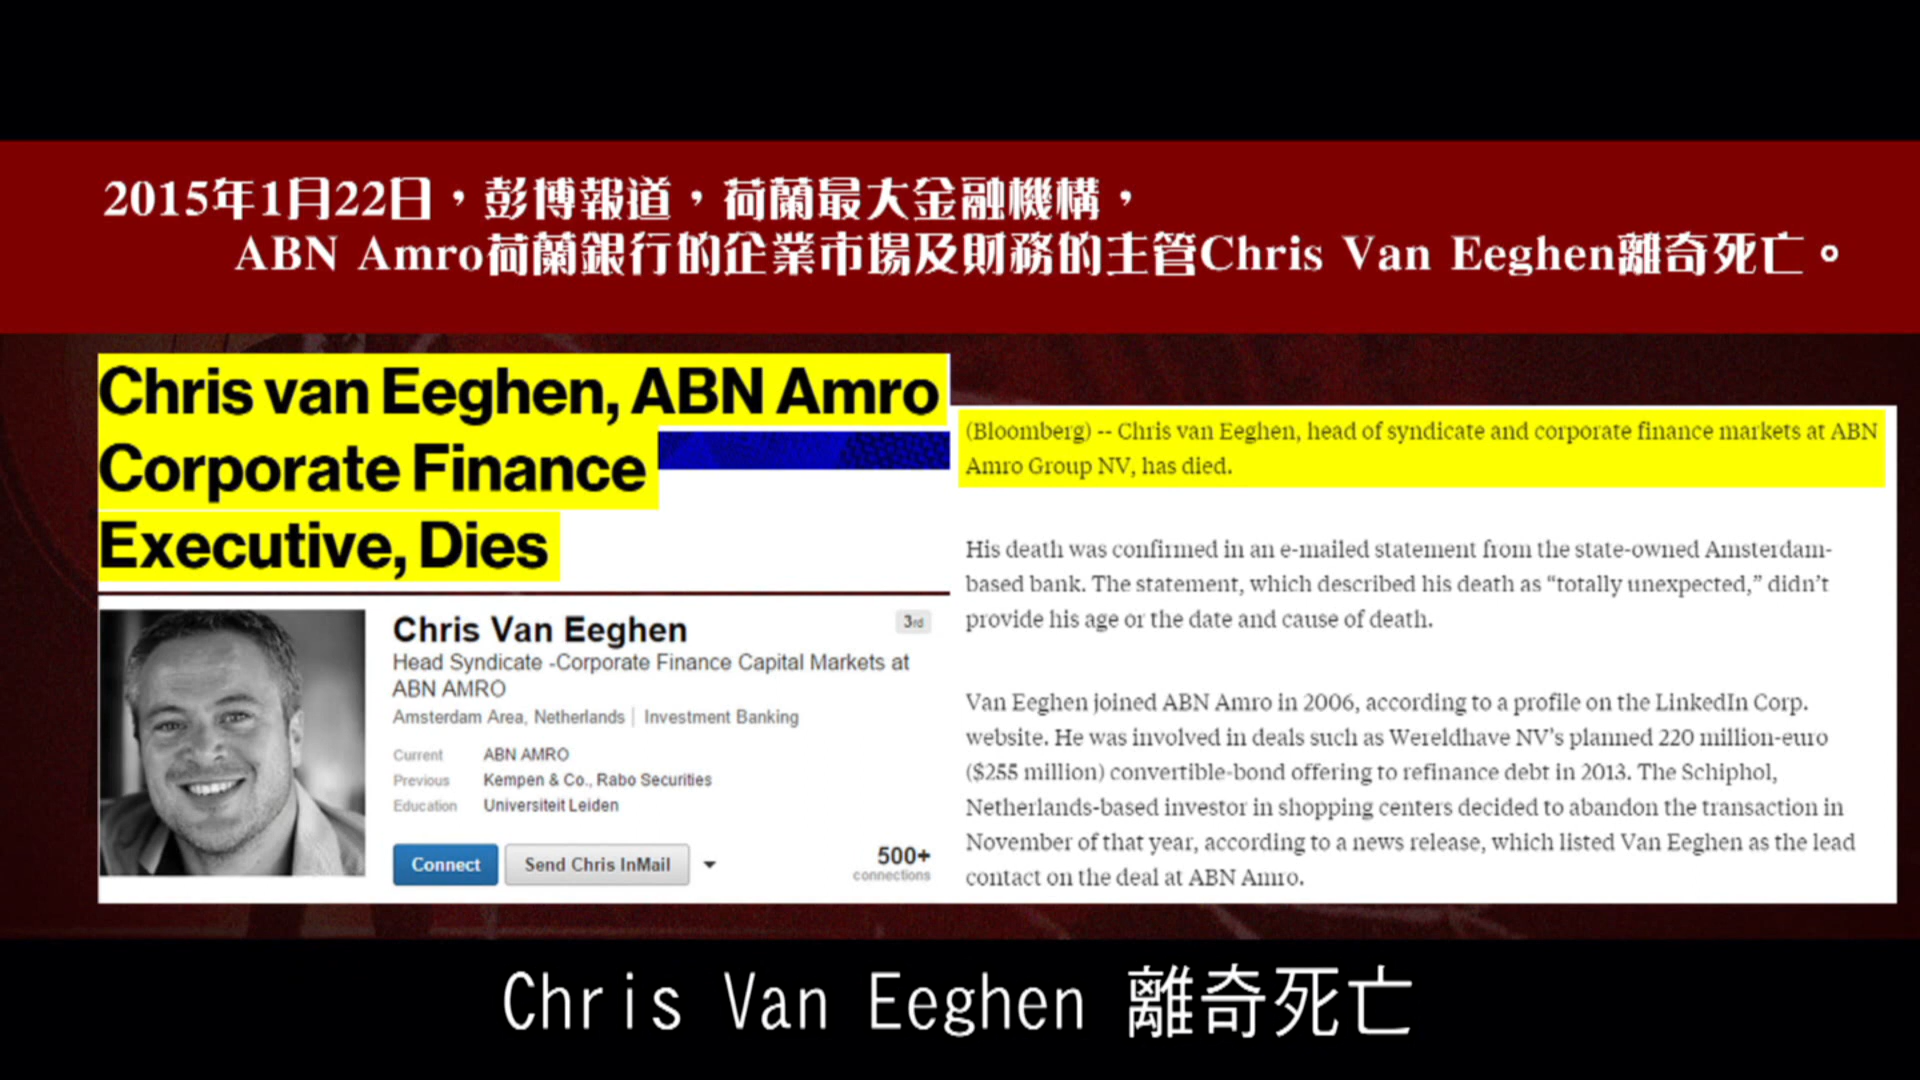 2015年1月22日，彭博報道，荷蘭最大金融機構，
ABN Amro荷蘭銀行的企業市場及財務的主管Chris Van Eeghen離奇死亡。
Chris van Eeghen, ABN Amro
Corporate Finance
Executive, Dies
Chris Van Eeghen
3rd
Head Syndicate -Corporate Finance Capital Markets at
ABN AMRO
Amsterdam Area, Netherlands | Investment Banking
Current ABN AMRO
Previous Kempen & Co., Rabo Securities
Education Universiteit Leiden
Connect
Send Chris InMail
500+
connections
(Bloomberg) -- Chris van Eeghen, head of syndicate and corporate finance markets at ABN
Amro Group NV, has died.
His death was confirmed in an e-mailed statement from the state-owned Amsterdam-
based bank. The statement, which described his death as “totally unexpected,” didn’t
provide his age or the date and cause of death.
Van Eeghen joined ABN Amro in 2006, according to a profile on the LinkedIn Corp.
website. He was involved in deals such as Wereldhave NV’s planned 220 million-euro
($255 million) convertible-bond offering to refinance debt in 2013. The Schiphol,
Netherlands-based investor in shopping centers decided to abandon the transaction in
November of that year, according to a news release, which listed Van Eeghen as the lead
contact on the deal at ABN Amro.
Chris Van Eeghen 離奇死亡